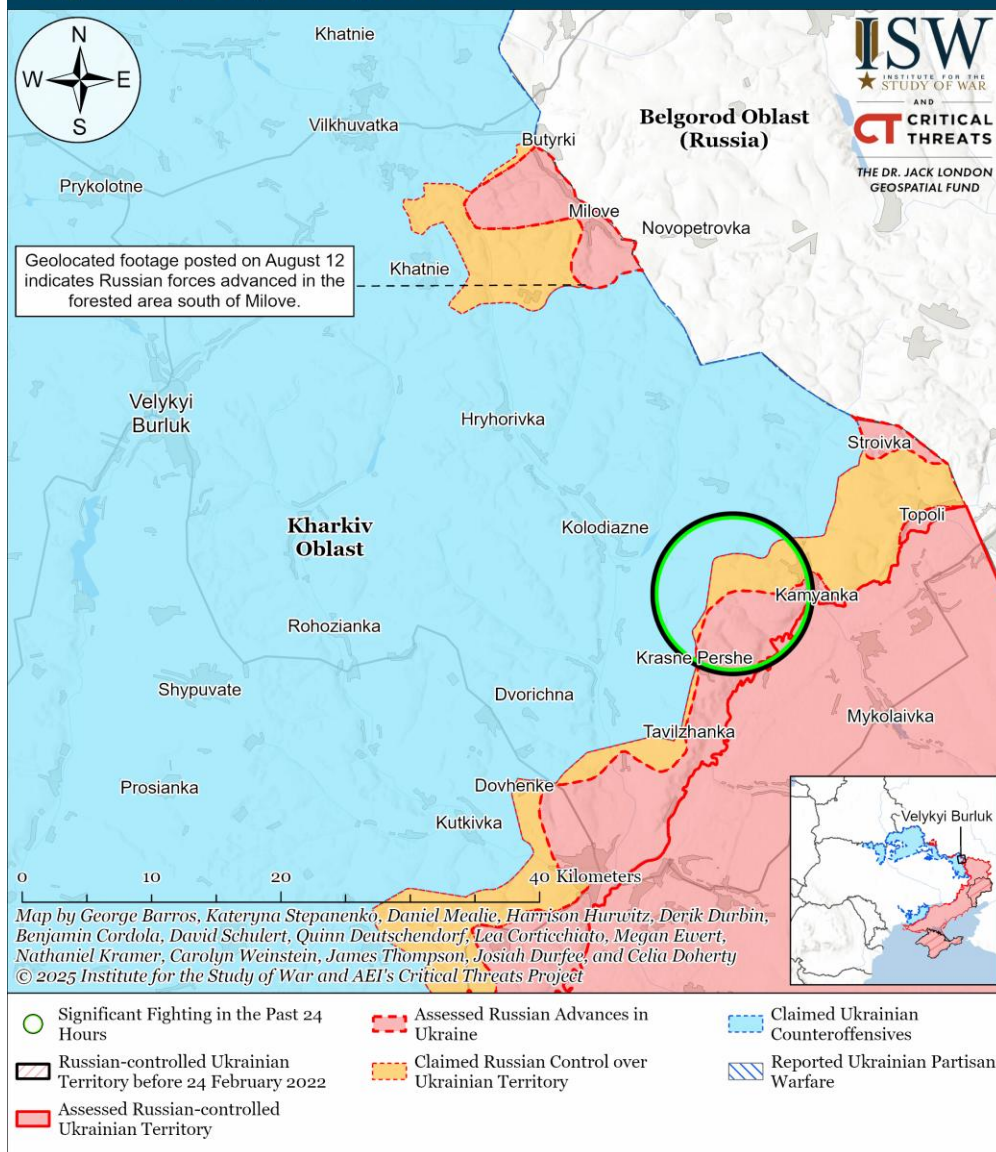 N
W E
S
ISW
INSTITUTE FOR THE
STUDY OF WAR
AND
CT CRITICAL
THREATS
THE DR. JACK LONDON
GEOSPATIAL FUND
Khatnie
Belgorod Oblast
(Russia)
Vilkhuvatka
Butyrki
Prykolotne
Milove
Novopetrovka
Geolocated footage posted on August 12
indicates Russian forces advanced in the
forested area south of Milove.
Khatnie
Velykyi
Burluk
Hryhorivka
Stroivka
Topoli
Kharkiv
Oblast
Kolodiazne
Kamyanka
Rohozianka
Krasne Pershe
Shypuvate
Dvorichna
Mykolaivka
Tavilzhanka
Prosianka
Dovhenke
Kutkivka
Velykyi Burluk
0 10 20 40 Kilometers
Map by George Barros, Kateryna Stepanenko, Daniel Mealie, Harrison Hurwitz, Derik Durbin,
Benjamin Cordola, David Schulert, Quinn Deutschendorf, Lea Corticchiato, Megan Ewert,
Nathaniel Kramer, Carolyn Weinstein, James Thompson, Josiah Durfee, and Celia Doherty
© 2025 Institute for the Study of War and AEI's Critical Threats Project
Significant Fighting in the Past 24
Hours
Russian-controlled Ukrainian
Territory before 24 February 2022
Assessed Russian-controlled
Ukrainian Territory
Assessed Russian Advances in
Ukraine
Claimed Russian Control over
Ukrainian Territory
Claimed Ukrainian
Counteroffensives
Reported Ukrainian Partisan
Warfare